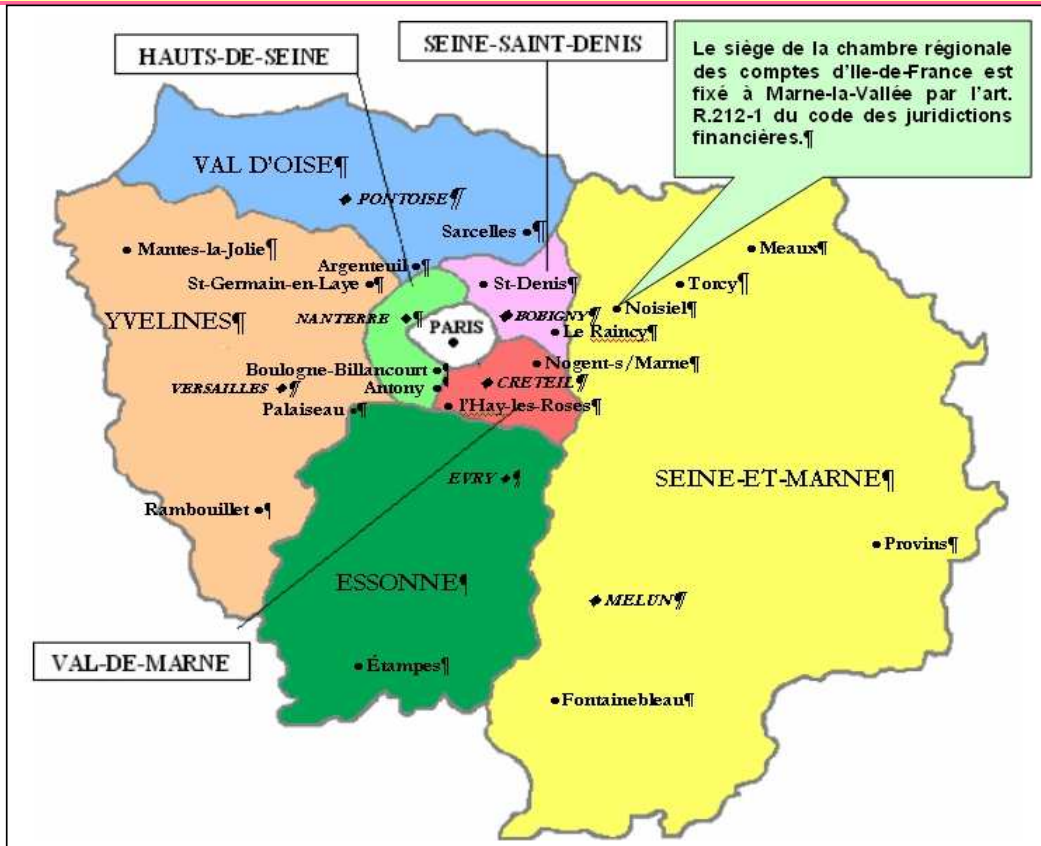 HAUTS-DE-SEINE
SEINE-SAINT-DENIS
Le siège de la chambre régionale
des comptes d'Ile-de-France est
fixé à Marne-la-Vallée par l'art.
R.212-1 du code des juridictions
financières.¶
VAL D'OISE¶
PONTOISE¶
Sarcelles ¶
Mantes-la-Jolie¶
Argenteuil ¶
St-Germain-en-Laye ¶
St-Denis¶
Meaux¶
Torcy¶
Noisiel¶
YVELINES¶
NANTERRE ¶
PARIS
BOBIGNY¶
Le Raincy¶
Nogent-s/Marne¶
Boulogne-Billancourt ¶
VERSAILLES ¶
Antony ¶
CRETEIL¶
Palaiseau ¶
l'Hay-les-Roses¶
EVRY ¶
SEINE-ET-MARNE¶
Rambouillet ¶
Provins¶
ESSONNE¶
MELUN¶
VAL-DE-MARNE
Étampes¶
Fontainebleau¶